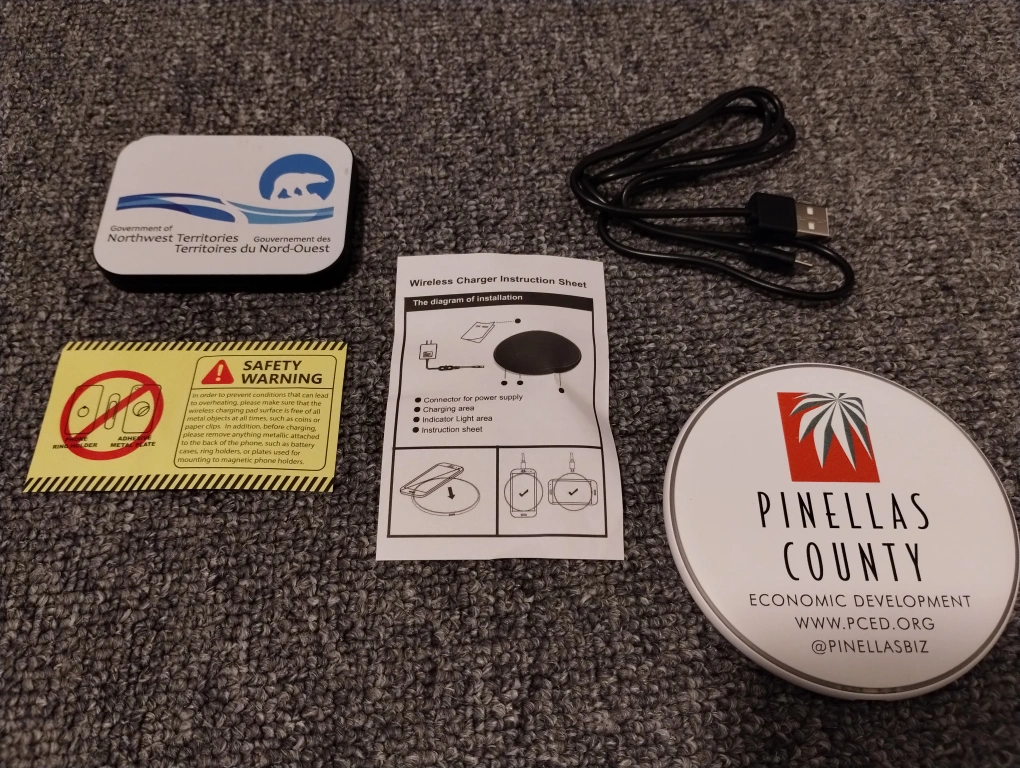 Government of
Northwest Territories
Gouvernement des
Territoires du Nord-Ouest
Wireless Charger Instruction Sheet
The diagram of installation
Connector for power supply
Charging area
Indicator Light area
Instruction sheet
RING HOLDER
ADHESIVE
METAL PLATE
SAFETY
WARNING
In order to prevent conditions that can lead
to overheating, please make sure that the
wireless charging pad surface is free of all
metal objects at all times, such as coins or
paper clips. In addition, before charging,
please remove anything metallic attached
to the back of the phone, such as battery
cases, ring holders, or plates used for
mounting to magnetic phone holders.
PINELLAS
COUNTY
ECONOMIC DEVELOPMENT
WWW.PCED.ORG
@PINELLASBIZ